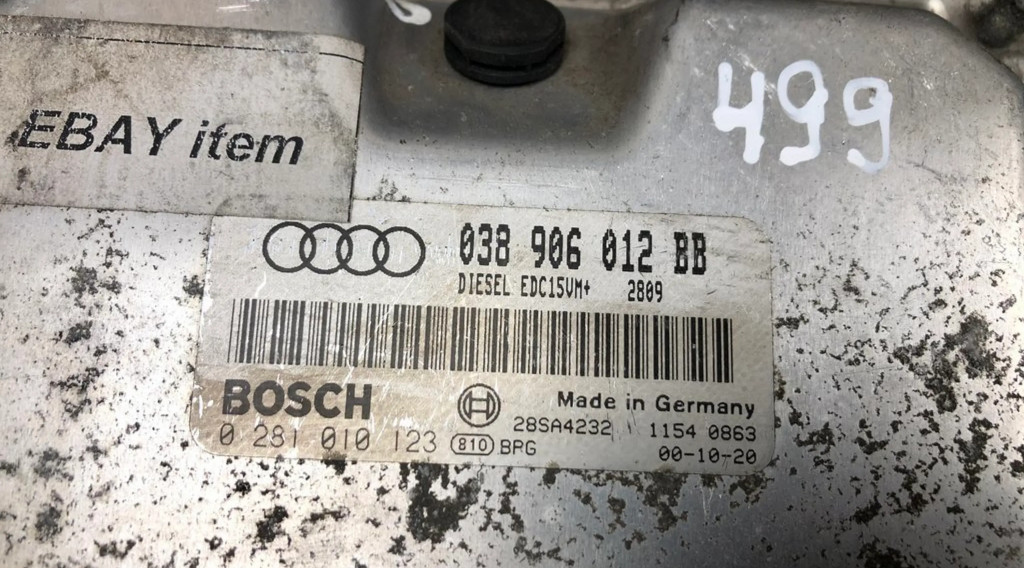 EBAY item
499
038 906 012 BB
DIESEL EDC15VM+ 2809
BOSCH
Made in Germany
0 281 010 123
28SA4232 1154 0863
810 BRG
00-10-20